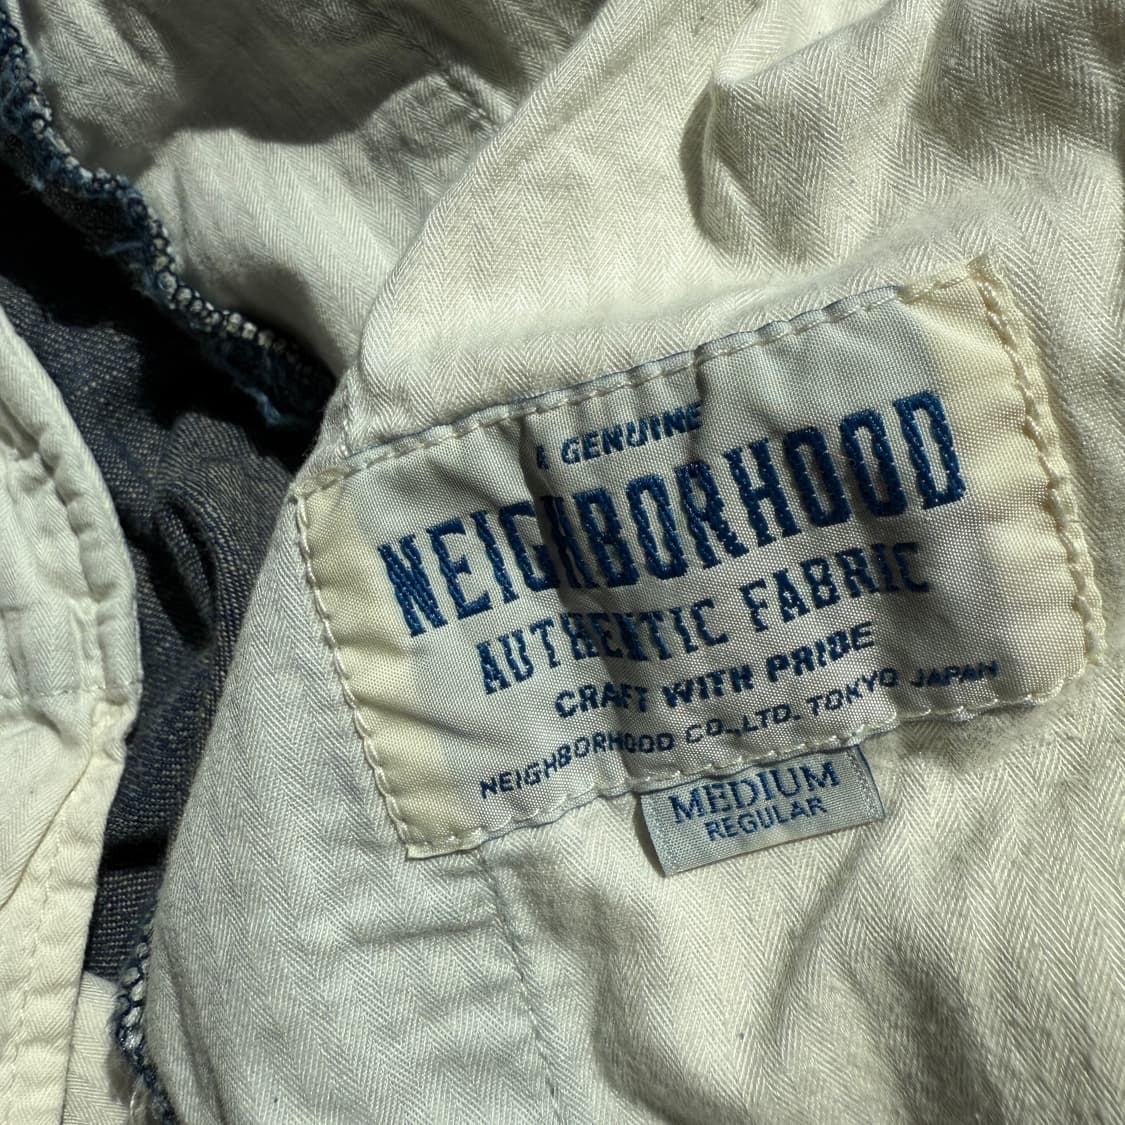 GENUINE
NEIGHBORHOOD
AUTHENTIC FABRIC
CRAFT WITH PRIDE
NEIGHBORHOOD CO.,LTD. TOKYO JAPAN
MEDIUM
REGULAR